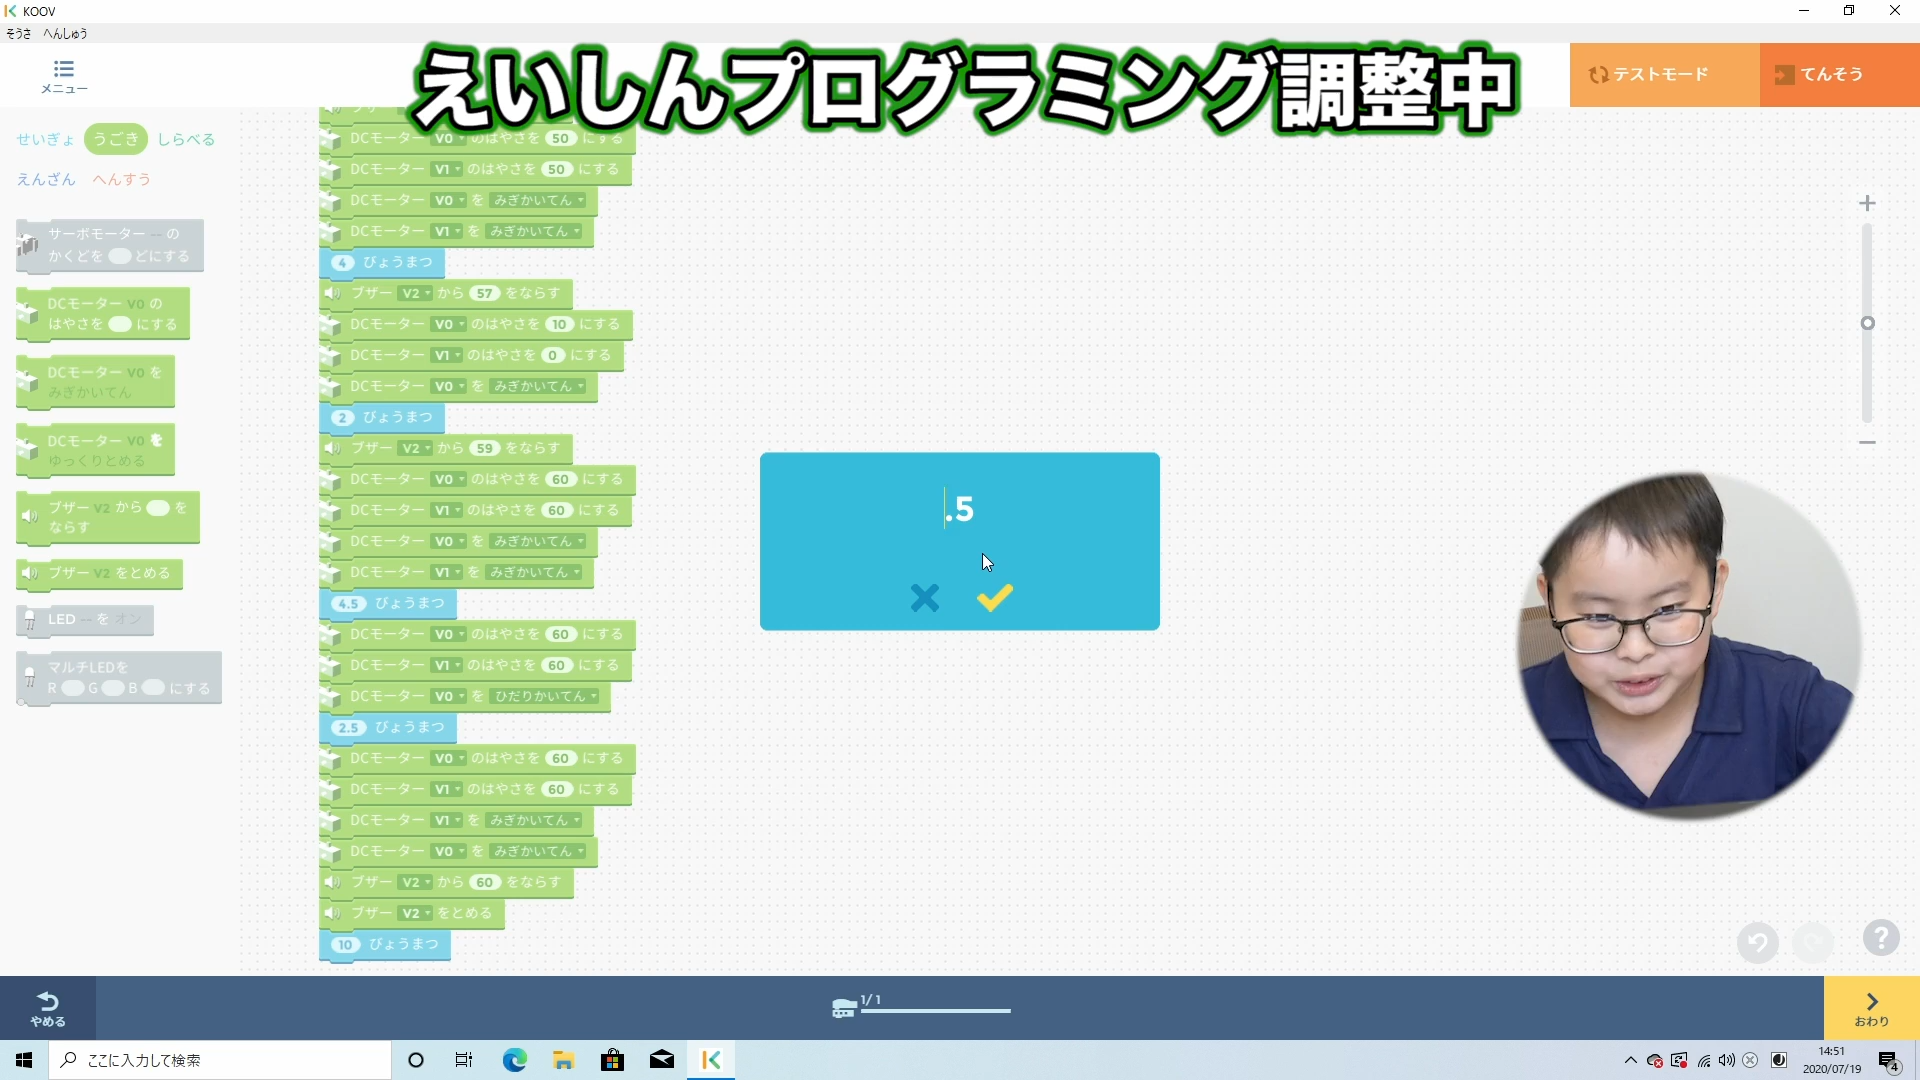 KOOV
そうさ へんしゅう
えいしんプログラミング調整中
メニュー
テストモード
てんそう
せいぎょ うごき しらべる
えんざん へんすう
サーボモーター -- の
かくどを どにする
DCモーター V0 の
はやさを にする
DCモーター V0 を
みぎかいてん
DCモーター V0 を
ゆっくりとめる
ブザー V2 から を
ならす
ブザー V2 をとめる
LED -- を オン
マルチLEDを
R G B にする
DCモーター V0 のはやさを 50 にする
DCモーター V1 のはやさを 50 にする
DCモーター V0 を みぎかいてん
DCモーター V1 を みぎかいてん
4 びょうまつ
ブザー V2 から 57 をならす
DCモーター V0 のはやさを 10 にする
DCモーター V1 のはやさを 0 にする
DCモーター V0 を みぎかいてん
2 びょうまつ
ブザー V2 から 59 をならす
DCモーター V0 のはやさを 60 にする
DCモーター V1 のはやさを 60 にする
DCモーター V0 を みぎかいてん
DCモーター V1 を みぎかいてん
4.5 びょうまつ
DCモーター V0 のはやさを 60 にする
DCモーター V1 のはやさを 60 にする
DCモーター V0 を ひだりかいてん
2.5 びょうまつ
DCモーター V0 のはやさを 60 にする
DCモーター V1 のはやさを 60 にする
DCモーター V1 を みぎかいてん
DCモーター V0 を みぎかいてん
ブザー V2 から 60 をならす
ブザー V2 をとめる
10 びょうまつ
.5
やめる
1/1
おわり
ここに入力して検索
14:51
2020/07/19
4